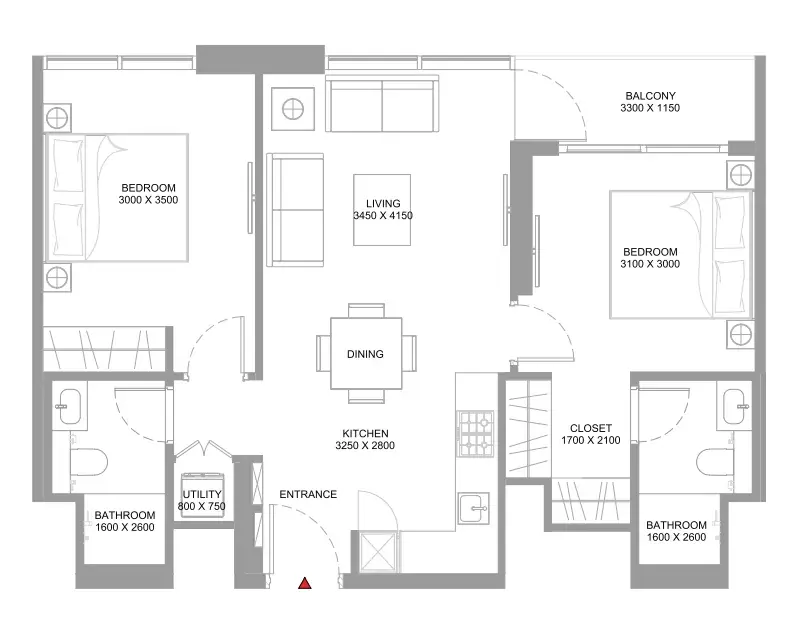 BALCONY
3300 X 1150
BEDROOM
3000 X 3500
LIVING
3450 X 4150
BEDROOM
3100 X 3000
DINING
KITCHEN
3250 X 2800
CLOSET
1700 X 2100
UTILITY
800 X 750
ENTRANCE
BATHROOM
1600 X 2600
BATHROOM
1600 X 2600